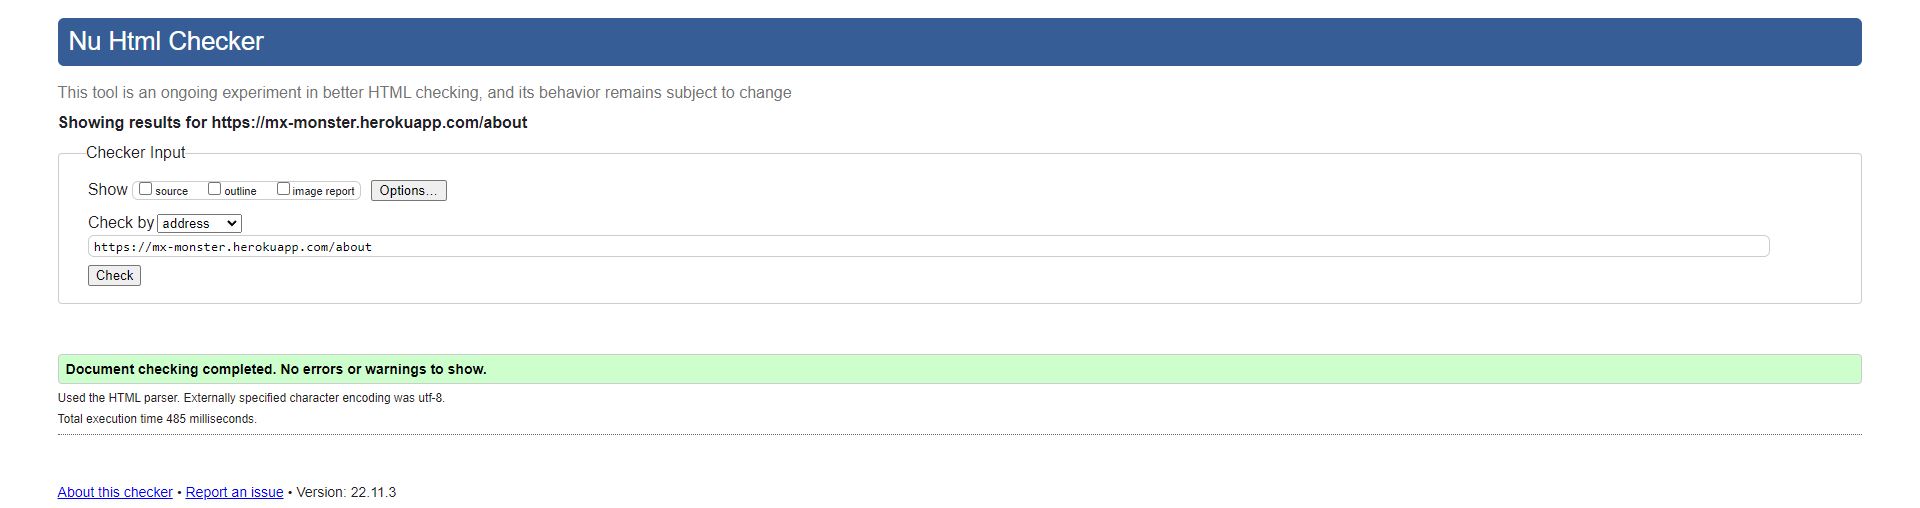 Nu Html Checker
This tool is an ongoing experiment in better HTML checking, and its behavior remains subject to change
Showing results for https://mx-monster.herokuapp.com/about
Checker Input
Show source outline image report Options...
Check by address
https://mx-monster.herokuapp.com/about
Check
Document checking completed. No errors or warnings to show.
Used the HTML parser. Externally specified character encoding was utf-8.
Total execution time 485 milliseconds.
About this checker • Report an issue • Version: 22.11.3